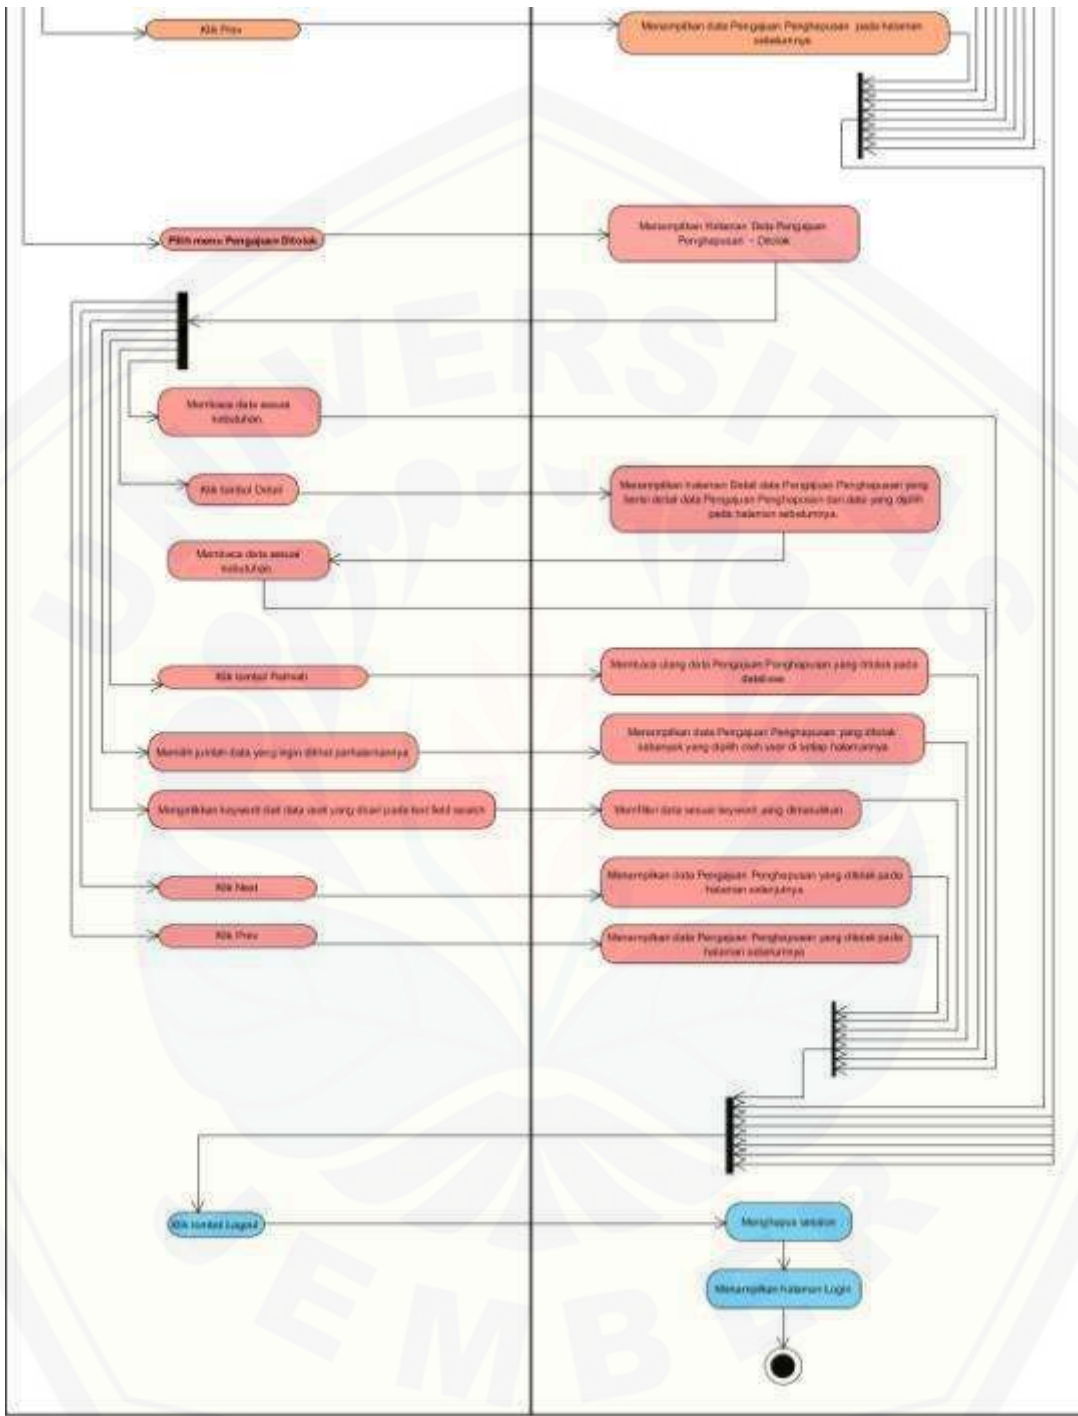 Klik Prev
Menampilkan data Pengajuan Penghapusan pada halaman
sebelumnya
Pilih menu Pengajuan Ditolak
Menampilkan Halaman Data Pengajuan
Penghapusan - Ditolak
Membaca data sesuai
kebutuhan.
Klik tombol Detail
Menampilkan halaman Detail data Pengajuan Penghapusan yang
berisi detail data Pengajuan Penghapusan dari data yang dipilih
pada halaman sebelumnya.
Membaca data sesuai
kebutuhan.
Klik tombol Refresh
Membaca ulang data Pengajuan Penghapusan yang ditolak pada
database
Memilih jumlah data yang ingin dilihat perhalamannya
Menampilkan data Pengajuan Penghapusan yang ditolak
sebanyak yang dipilih oleh user di setiap halamannya
Mengetikkan keyword dari data aset yang dicari pada text field search
Memfilter data sesuai keyword yang dimasukkan
Klik Next
Menampilkan data Pengajuan Penghapusan yang ditolak pada
halaman selanjutnya
Klik Prev
Menampilkan data Pengajuan Penghapusan yang ditolak pada
halaman sebelumnya
Klik tombol Logout
Menghapus session
Menampilkan halaman Login
UNIVERSITAS
JEMBER